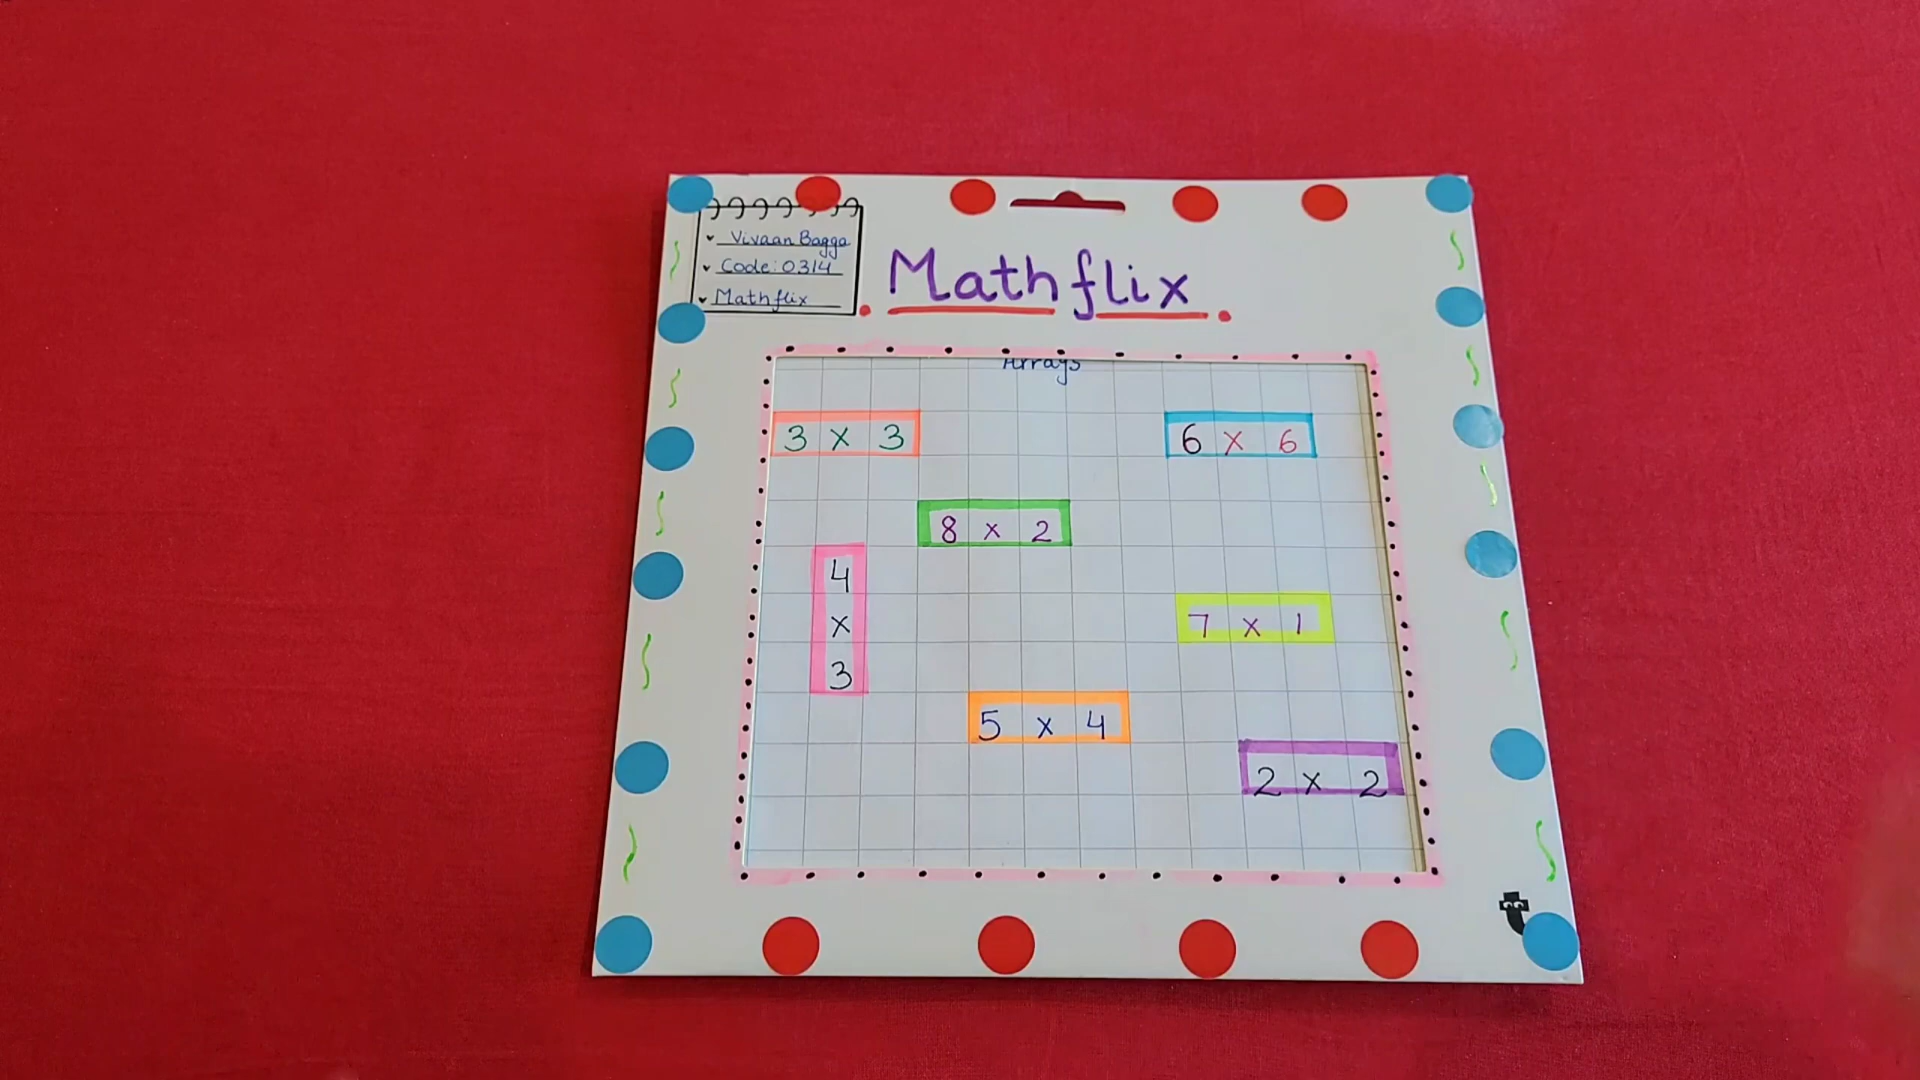 Vivaan Bagga
Code: 0314
Mathflix
Mathflix
Arrays
3 x 3
6 x 6
8 x 2
4
x
3
7 x 1
5 x 4
2 x 2